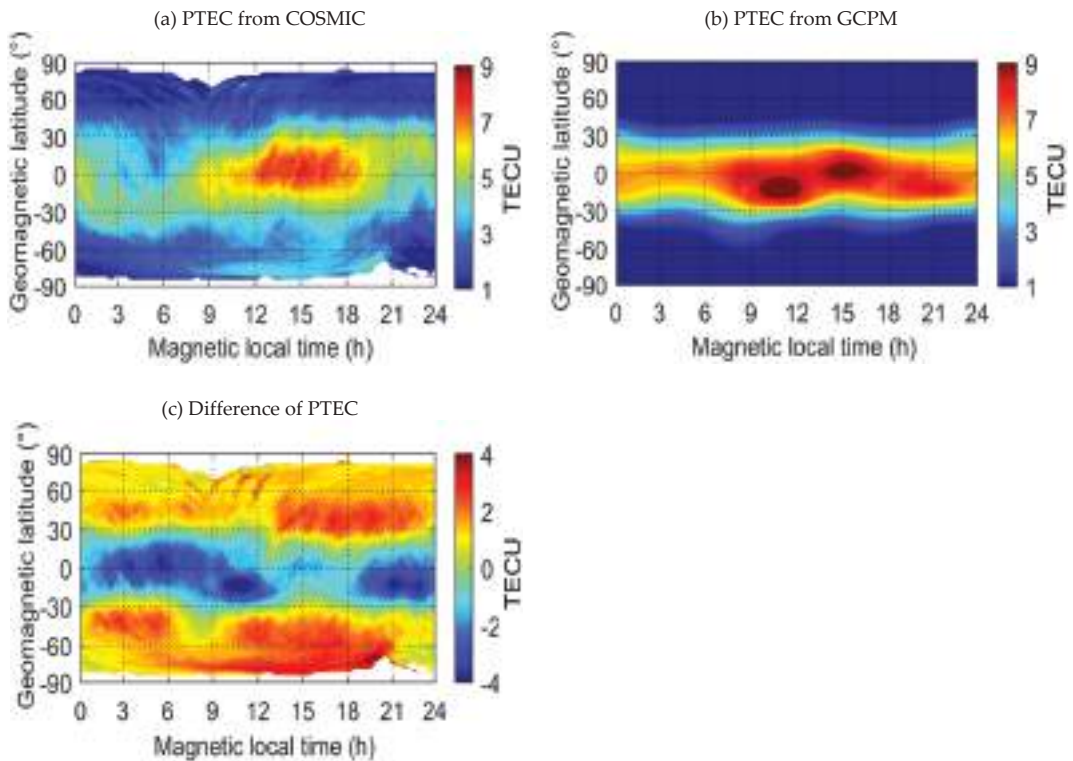 (a) PTEC from COSMIC
Geomagnetic latitude (°)
90
60
30
0
-30
-60
-90
0 3 6 9 12 15 18 21 24
Magnetic local time (h)
9
7
5
3
1
TECU
(b) PTEC from GCPM
Geomagnetic latitude (°)
90
60
30
0
-30
-60
-90
0 3 6 9 12 15 18 21 24
Magnetic local time (h)
9
7
5
3
1
TECU
(c) Difference of PTEC
Geomagnetic latitude (°)
90
60
30
0
-30
-60
-90
0 3 6 9 12 15 18 21 24
Magnetic local time (h)
4
2
0
-2
-4
TECU